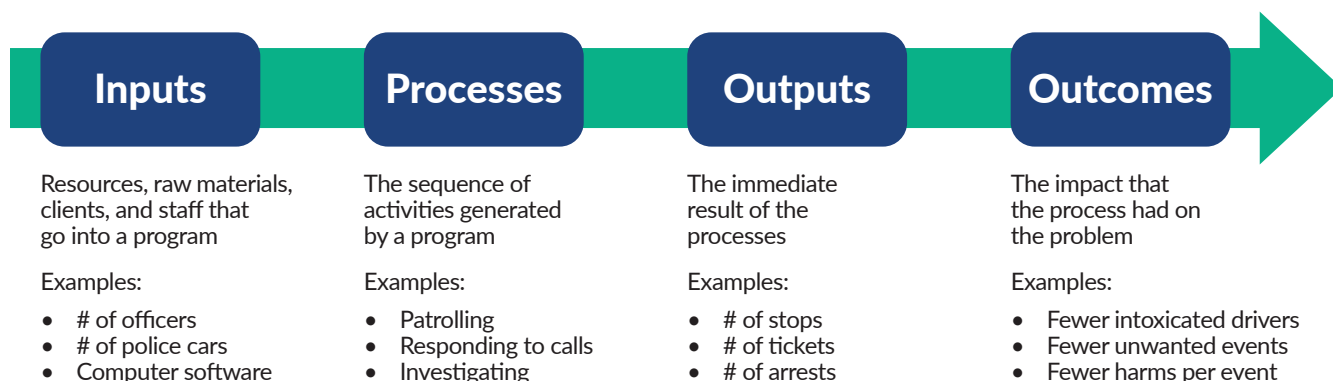 Inputs
Processes
Outputs
Outcomes
Resources, raw materials,
clients, and staff that
go into a program
Examples:
• # of officers
• # of police cars
• Computer software
The sequence of
activities generated
by a program
Examples:
• Patrolling
• Responding to calls
• Investigating
The immediate
result of the
processes
Examples:
• # of stops
• # of tickets
• # of arrests
The impact that
the process had on
the problem
Examples:
• Fewer intoxicated drivers
• Fewer unwanted events
• Fewer harms per event